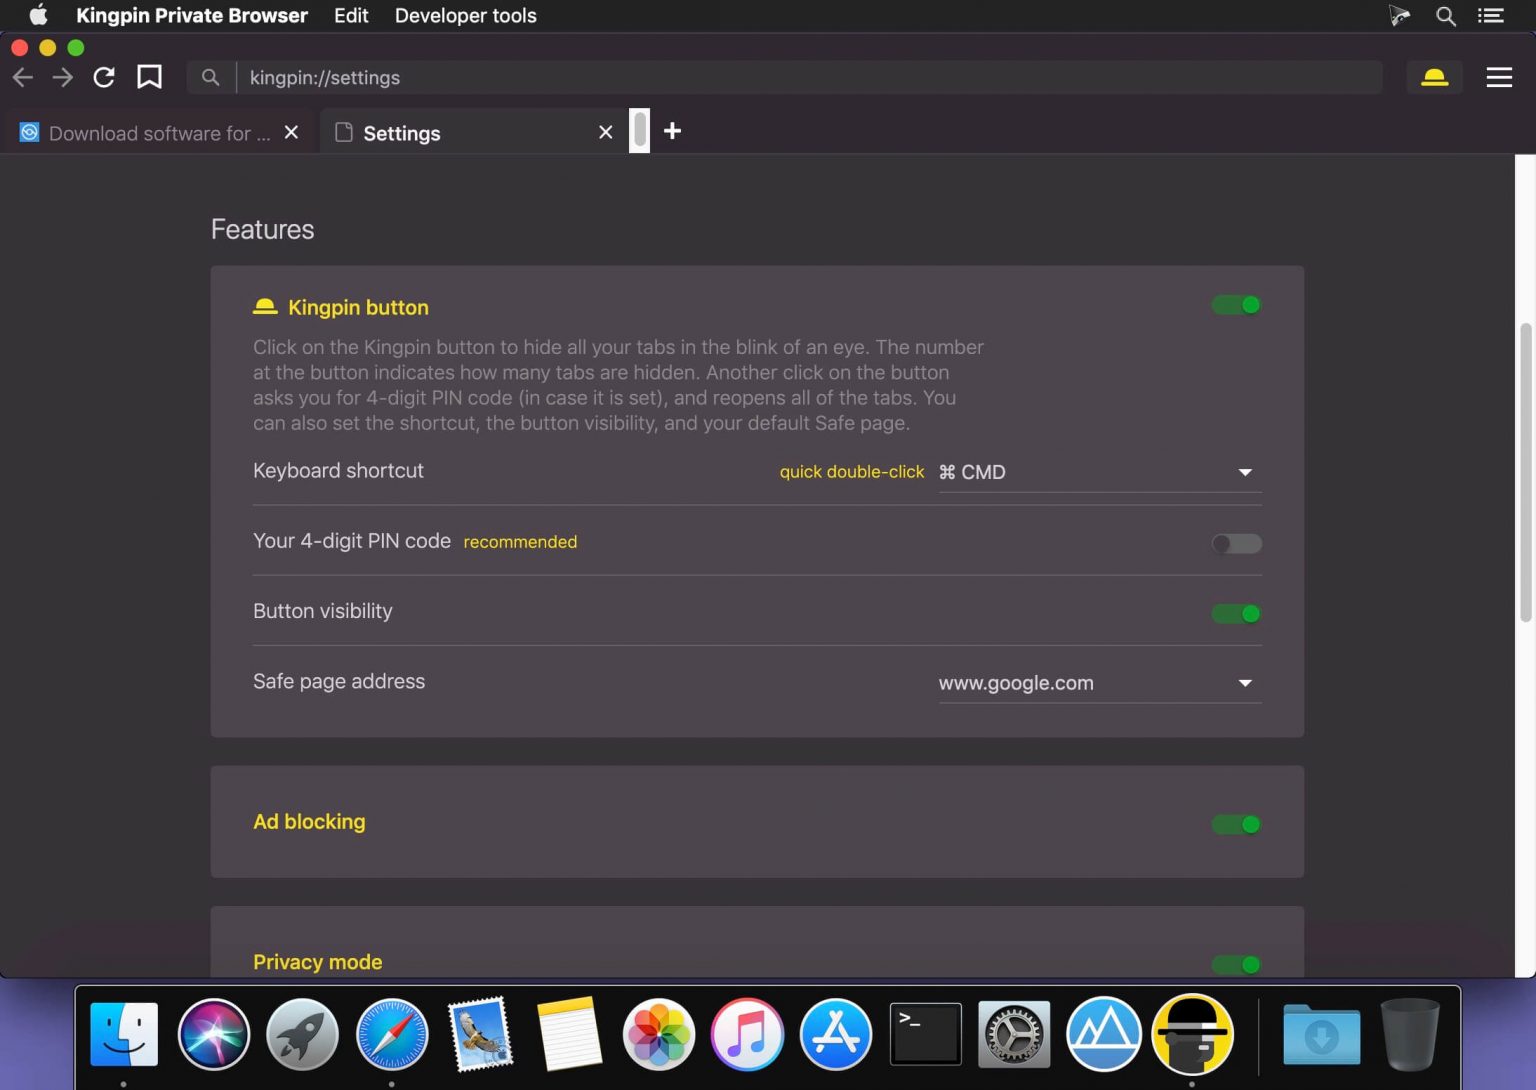 Kingpin Private Browser Edit Developer tools
kingpin://settings
Download software for ... Settings
Features
Kingpin button
Click on the Kingpin button to hide all your tabs in the blink of an eye. The number
at the button indicates how many tabs are hidden. Another click on the button
asks you for 4-digit PIN code (in case it is set), and reopens all of the tabs. You
can also set the shortcut, the button visibility, and your default Safe page.
Keyboard shortcut quick double-click ⌘ CMD
Your 4-digit PIN code recommended
Button visibility
Safe page address www.google.com
Ad blocking
Privacy mode
>_